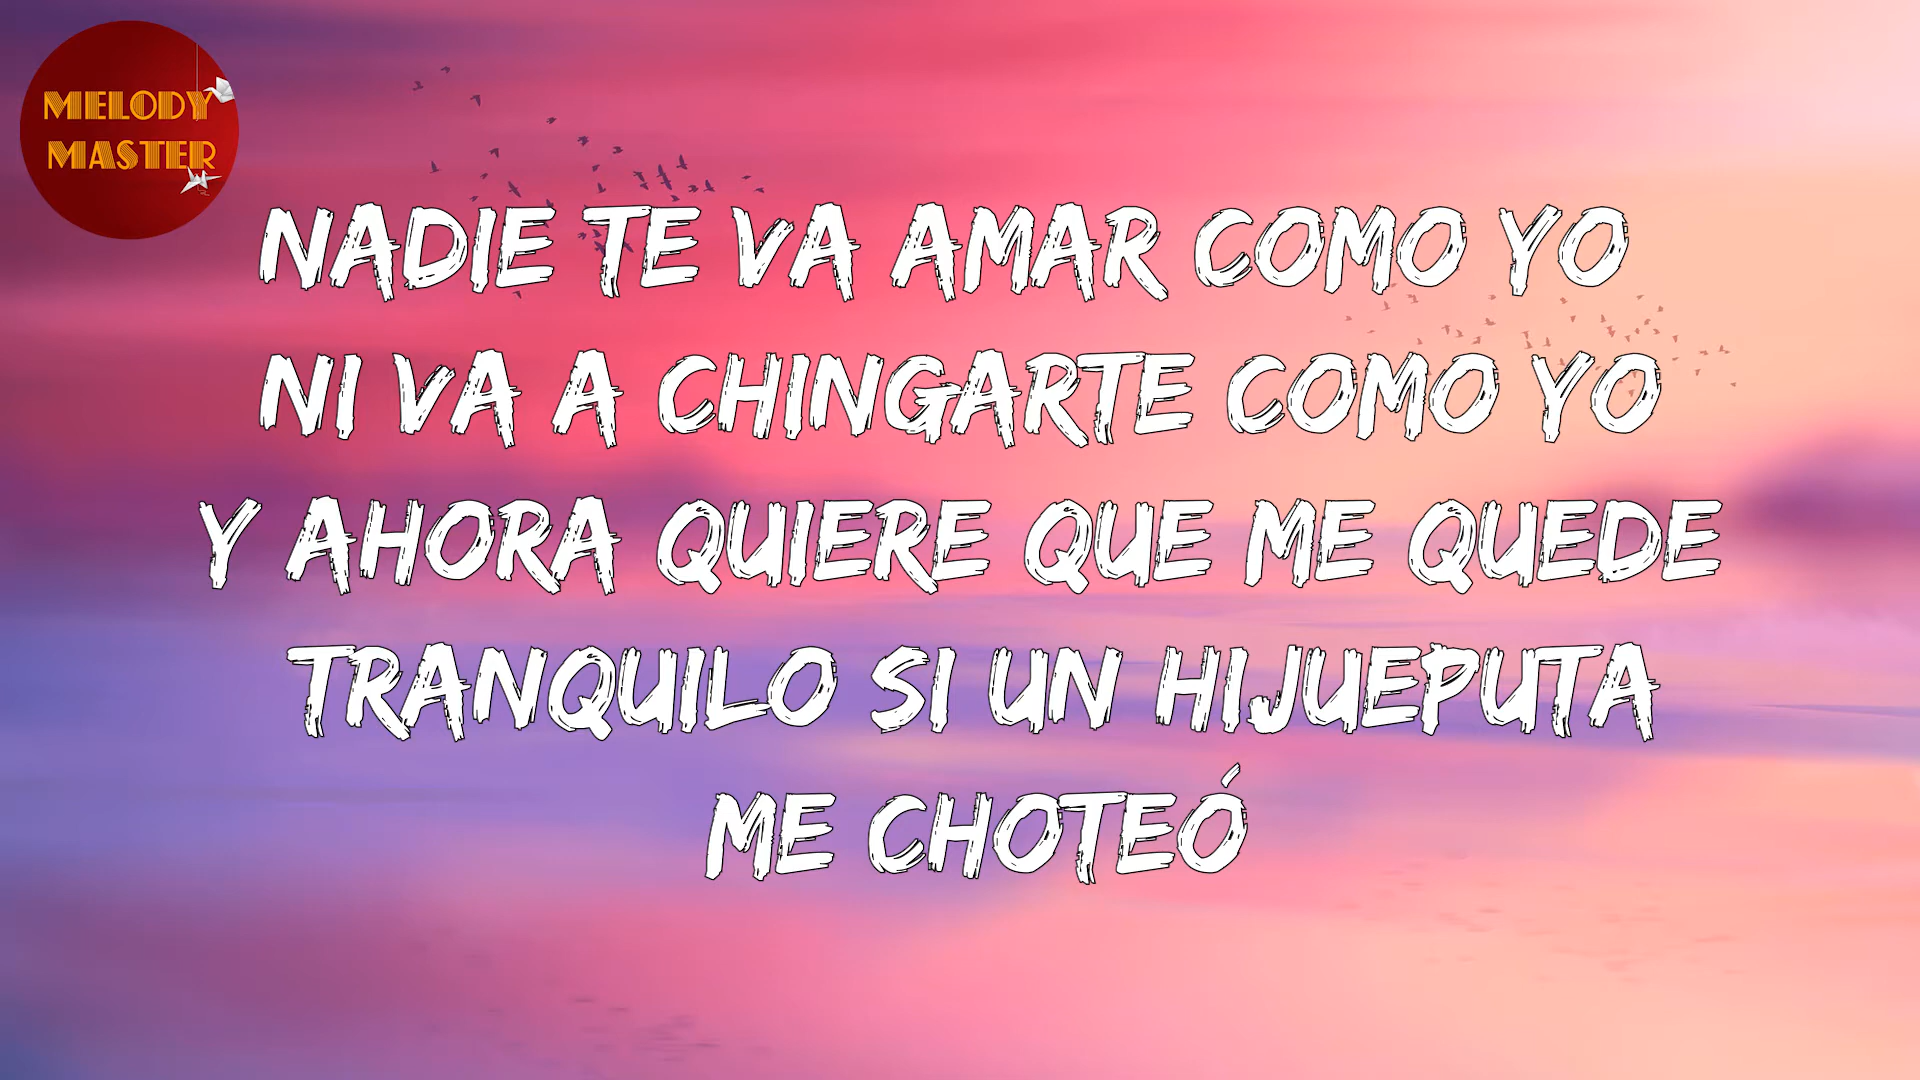 MELODY
MASTER
NADIE TE VA AMAR COMO YO
NI VA A CHINGARTE COMO YO
Y AHORA QUIERE QUE ME QUEDE
TRANQUILO SI UN HIJUEPUTA
ME CHOTEÓ